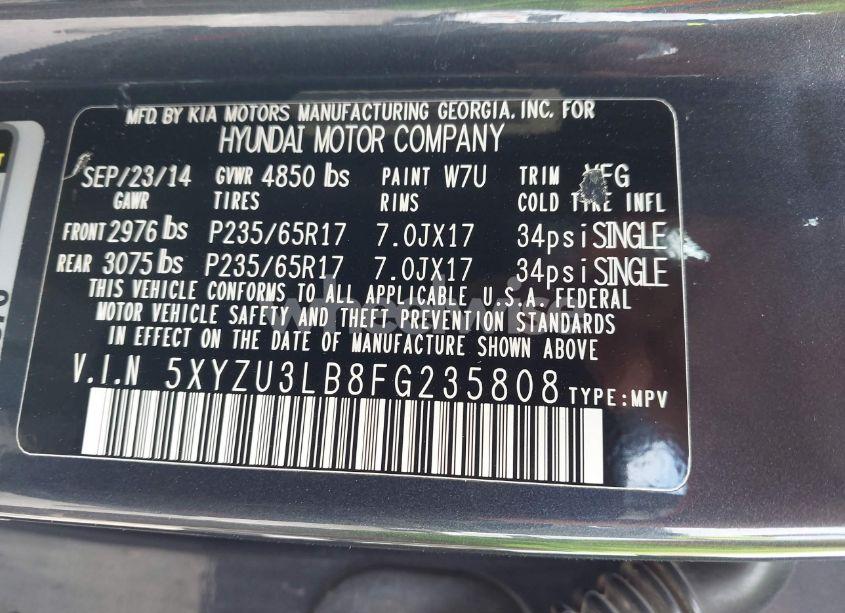 MFD. BY KIA MOTORS MANUFACTURING GEORGIA, INC. FOR
HYUNDAI MOTOR COMPANY
SEP/23/14 GVWR 4850 lbs PAINT W7U TRIM
GAWR TIRES RIMS COLD TIRE INFL
FRONT 2976 lbs P235/65R17 7.0JX17 34psi SINGLE
REAR 3075 lbs P235/65R17 7.0JX17 34psi SINGLE
THIS VEHICLE CONFORMS TO ALL APPLICABLE U.S.A. FEDERAL
MOTOR VEHICLE SAFETY AND THEFT PREVENTION STANDARDS
IN EFFECT ON THE DATE OF MANUFACTURE SHOWN ABOVE
V.I.N 5XYZU3LB8FG235808 TYPE:MPV